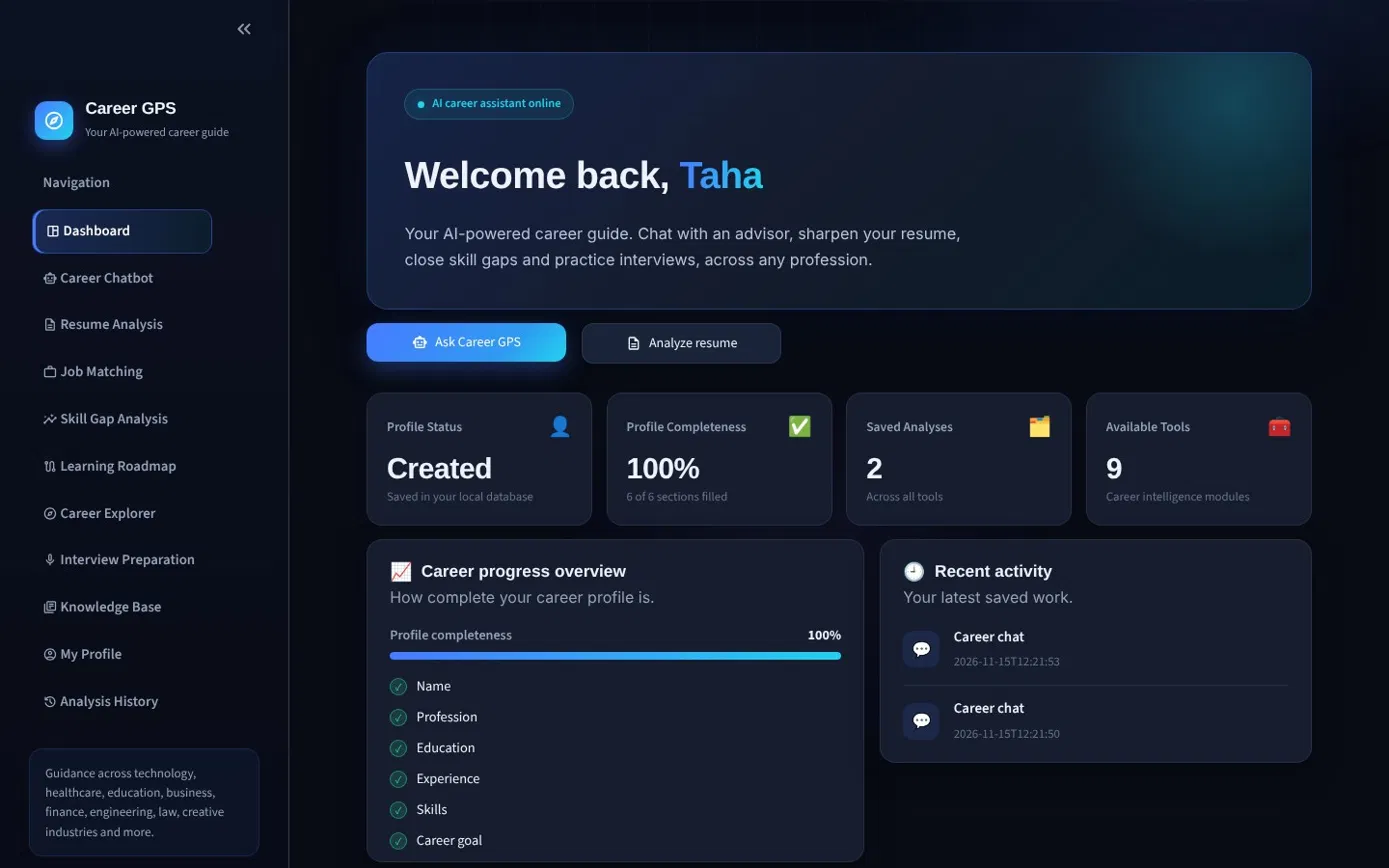 Career GPS
Your AI-powered career guide
Navigation
Dashboard
Career Chatbot
Resume Analysis
Job Matching
Skill Gap Analysis
Learning Roadmap
Career Explorer
Interview Preparation
Knowledge Base
My Profile
Analysis History
Guidance across technology,
healthcare, education, business,
finance, engineering, law, creative
industries and more.
AI career assistant online
Welcome back, Taha
Your AI-powered career guide. Chat with an advisor, sharpen your resume,
close skill gaps and practice interviews, across any profession.
Ask Career GPS
Analyze resume
Profile Status
Created
Saved in your local database
Profile Completeness
100%
6 of 6 sections filled
Saved Analyses
2
Across all tools
Available Tools
9
Career intelligence modules
Career progress overview
How complete your career profile is.
Profile completeness 100%
Name
Profession
Education
Experience
Skills
Career goal
Recent activity
Your latest saved work.
Career chat
2026-11-15T12:21:53
Career chat
2026-11-15T12:21:50